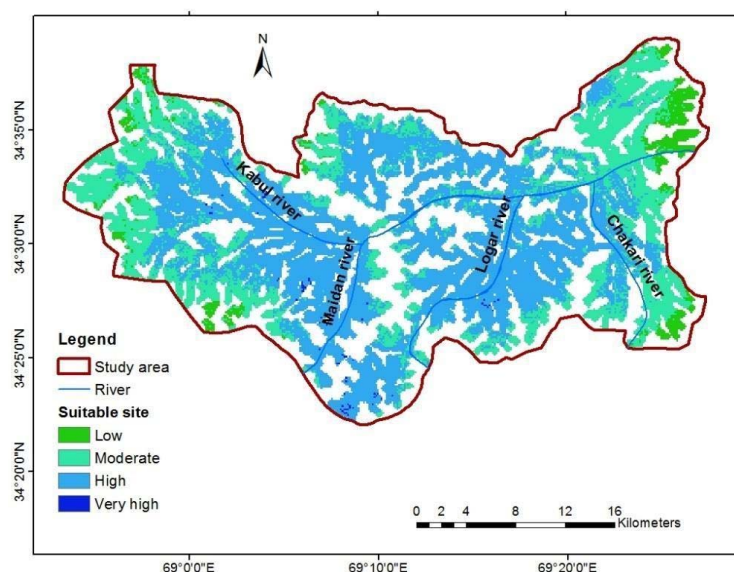 N
34°35'0"N
34°30'0"N
34°25'0"N
34°20'0"N
Kabul river
Maidan river
Logar river
Chakari river
Legend
Study area
River
Suitable site
Low
Moderate
High
Very high
0 2 4 8 12 16
Kilometers
69°0'0"E 69°10'0"E 69°20'0"E